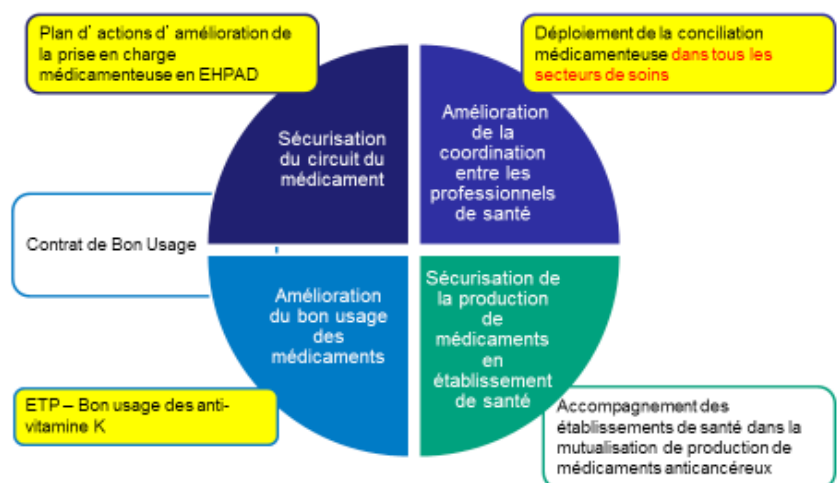 Plan d' actions d' amélioration de
la prise en charge
médicamenteuse en EHPAD
Déploiement de la conciliation
médicamenteuse dans tous les
secteurs de soins
Sécurisation
du circuit du
médicament
Amélioration
de la
coordination
entre les
professionnels
de santé
Contrat de Bon Usage
Amélioration
du bon usage
des
médicaments
Sécurisation de
la production
de
médicaments
en
établissement
de santé
ETP – Bon usage des anti-
vitamine K
Accompagnement des
établissements de santé dans la
mutualisation de production de
médicaments anticancéreux